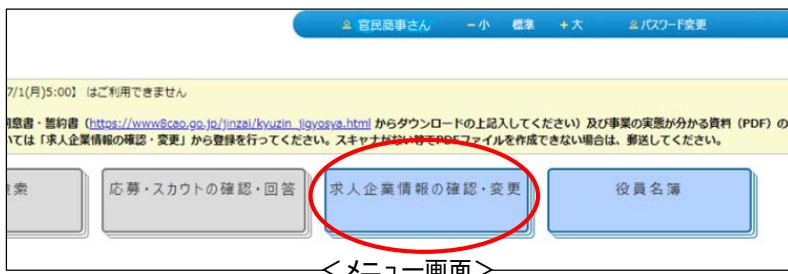 官民商事さん －小 標準 ＋大 パスワード変更
7/1(月)5:00】 はご利用できません
意書・誓約書（https://www8cao.go.jp/jinzai/kyuzin_jigyosya.html からダウンロードの上記入してください）及び事業の実態が分かる資料（PDF）の
いては「求人企業情報の確認・変更」から登録を行ってください。スキャナがない等でPDFファイルを作成できない場合は、郵送してください。
索 応募・スカウトの確認・回答 求人企業情報の確認・変更 役員名簿
＜メニュー画面＞